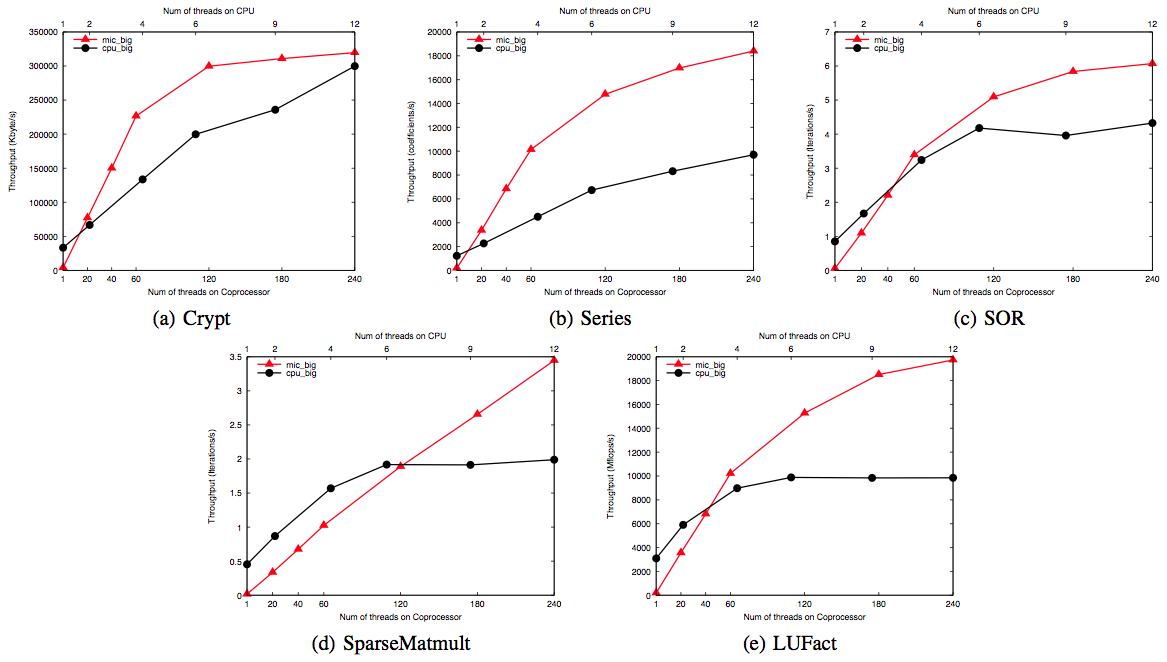 Num of threads on CPU
1 2 4 6 9 12
350000
300000
250000
200000
150000
100000
50000
0
Throughput (Kbyte/s)
mic_big
cpu_big
1 20 40 60 120 180 240
Num of threads on Coprocessor
(a) Crypt
Num of threads on CPU
1 2 4 6 9 12
20000
18000
16000
14000
12000
10000
8000
6000
4000
2000
0
Throughput (coefficients/s)
mic_big
cpu_big
1 20 40 60 120 180 240
Num of threads on Coprocessor
(b) Series
Num of threads on CPU
1 2 4 6 9 12
7
6
5
4
3
2
1
0
Throughput (Iterations/s)
mic_big
cpu_big
1 20 40 60 120 180 240
Num of threads on Coprocessor
(c) SOR
Num of threads on CPU
1 2 4 6 9 12
3.5
3
2.5
2
1.5
1
0.5
0
Throughput (Iterations/s)
mic_big
cpu_big
1 20 40 60 120 180 240
Num of threads on Coprocessor
(d) SparseMatmult
Num of threads on CPU
1 2 4 6 9 12
20000
18000
16000
14000
12000
10000
8000
6000
4000
2000
0
Throughput (Mflops/s)
mic_big
cpu_big
1 20 40 60 120 180 240
Num of threads on Coprocessor
(e) LUFact